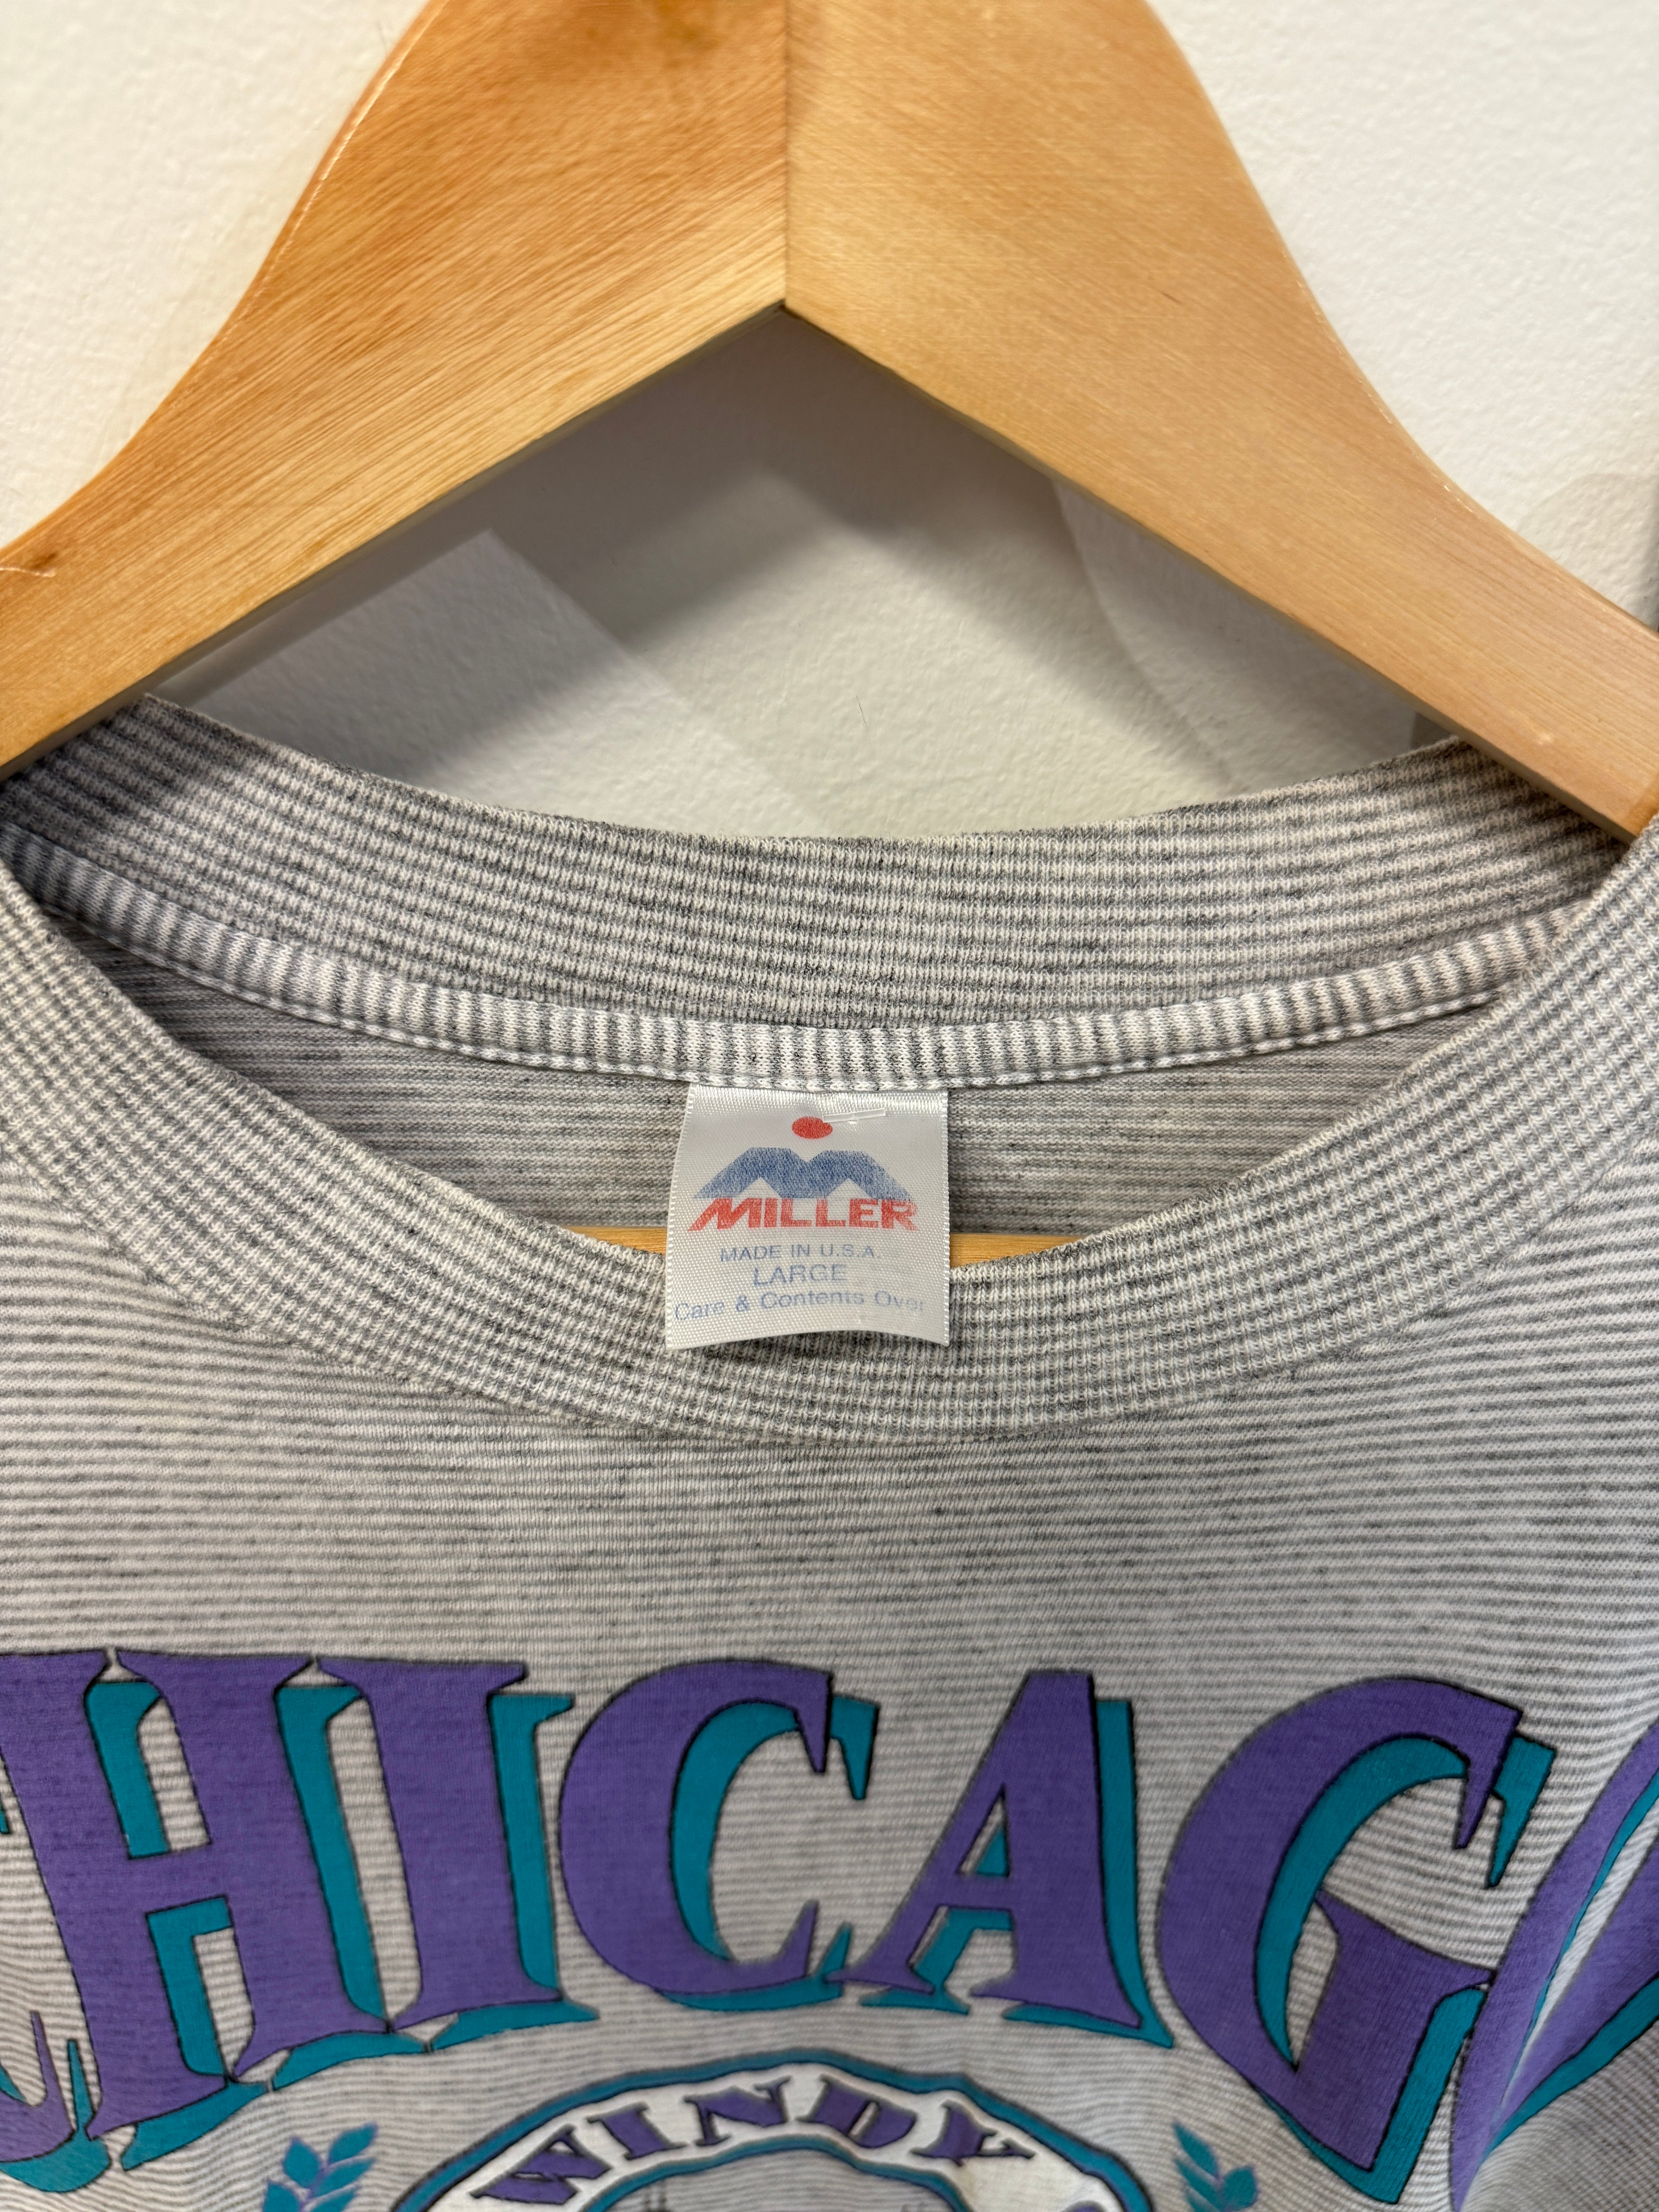 MILLER
MADE IN U.S.A.
LARGE
Care & Contents Over
CHICAGO
WINDY